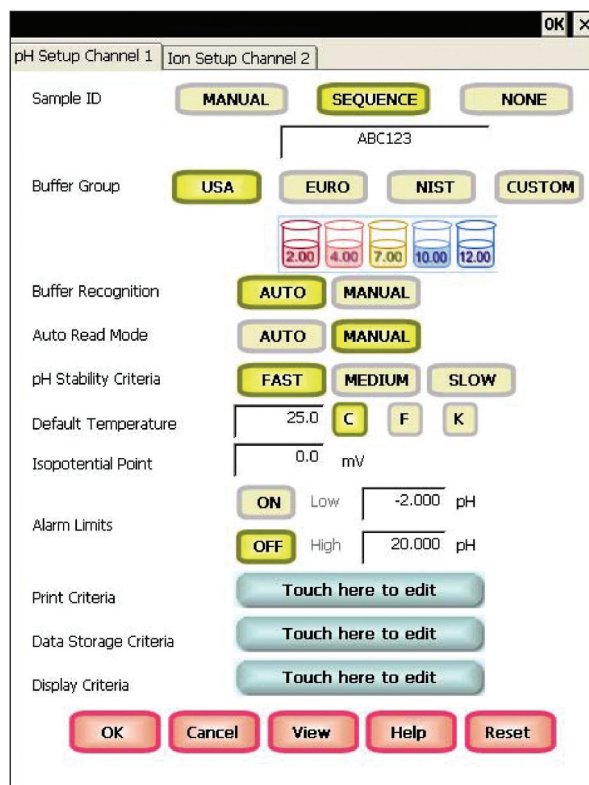 OK ×
pH Setup Channel 1 Ion Setup Channel 2
Sample ID MANUAL SEQUENCE NONE
ABC123
Buffer Group USA EURO NIST CUSTOM
2.00 4.00 7.00 10.00 12.00
Buffer Recognition AUTO MANUAL
Auto Read Mode AUTO MANUAL
pH Stability Criteria FAST MEDIUM SLOW
Default Temperature 25.0 C F K
Isopotential Point 0.0 mV
ON Low -2.000 pH
Alarm Limits
OFF High 20.000 pH
Print Criteria Touch here to edit
Data Storage Criteria Touch here to edit
Display Criteria Touch here to edit
OK Cancel View Help Reset